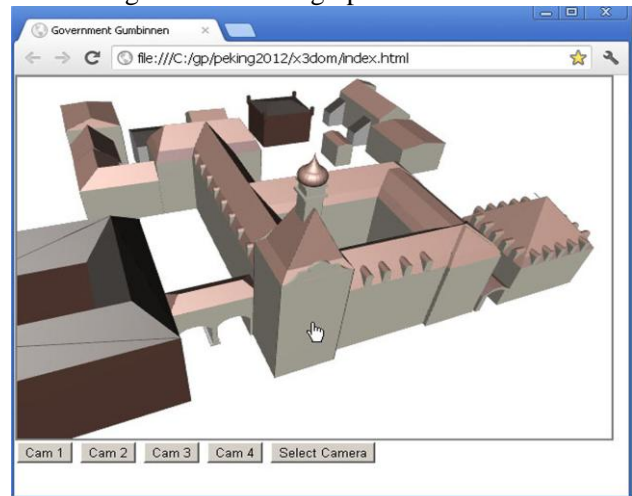 Government Gumbinnen
file:///C:/gp/peking2012/x3dom/index.html
Cam 1 Cam 2 Cam 3 Cam 4 Select Camera